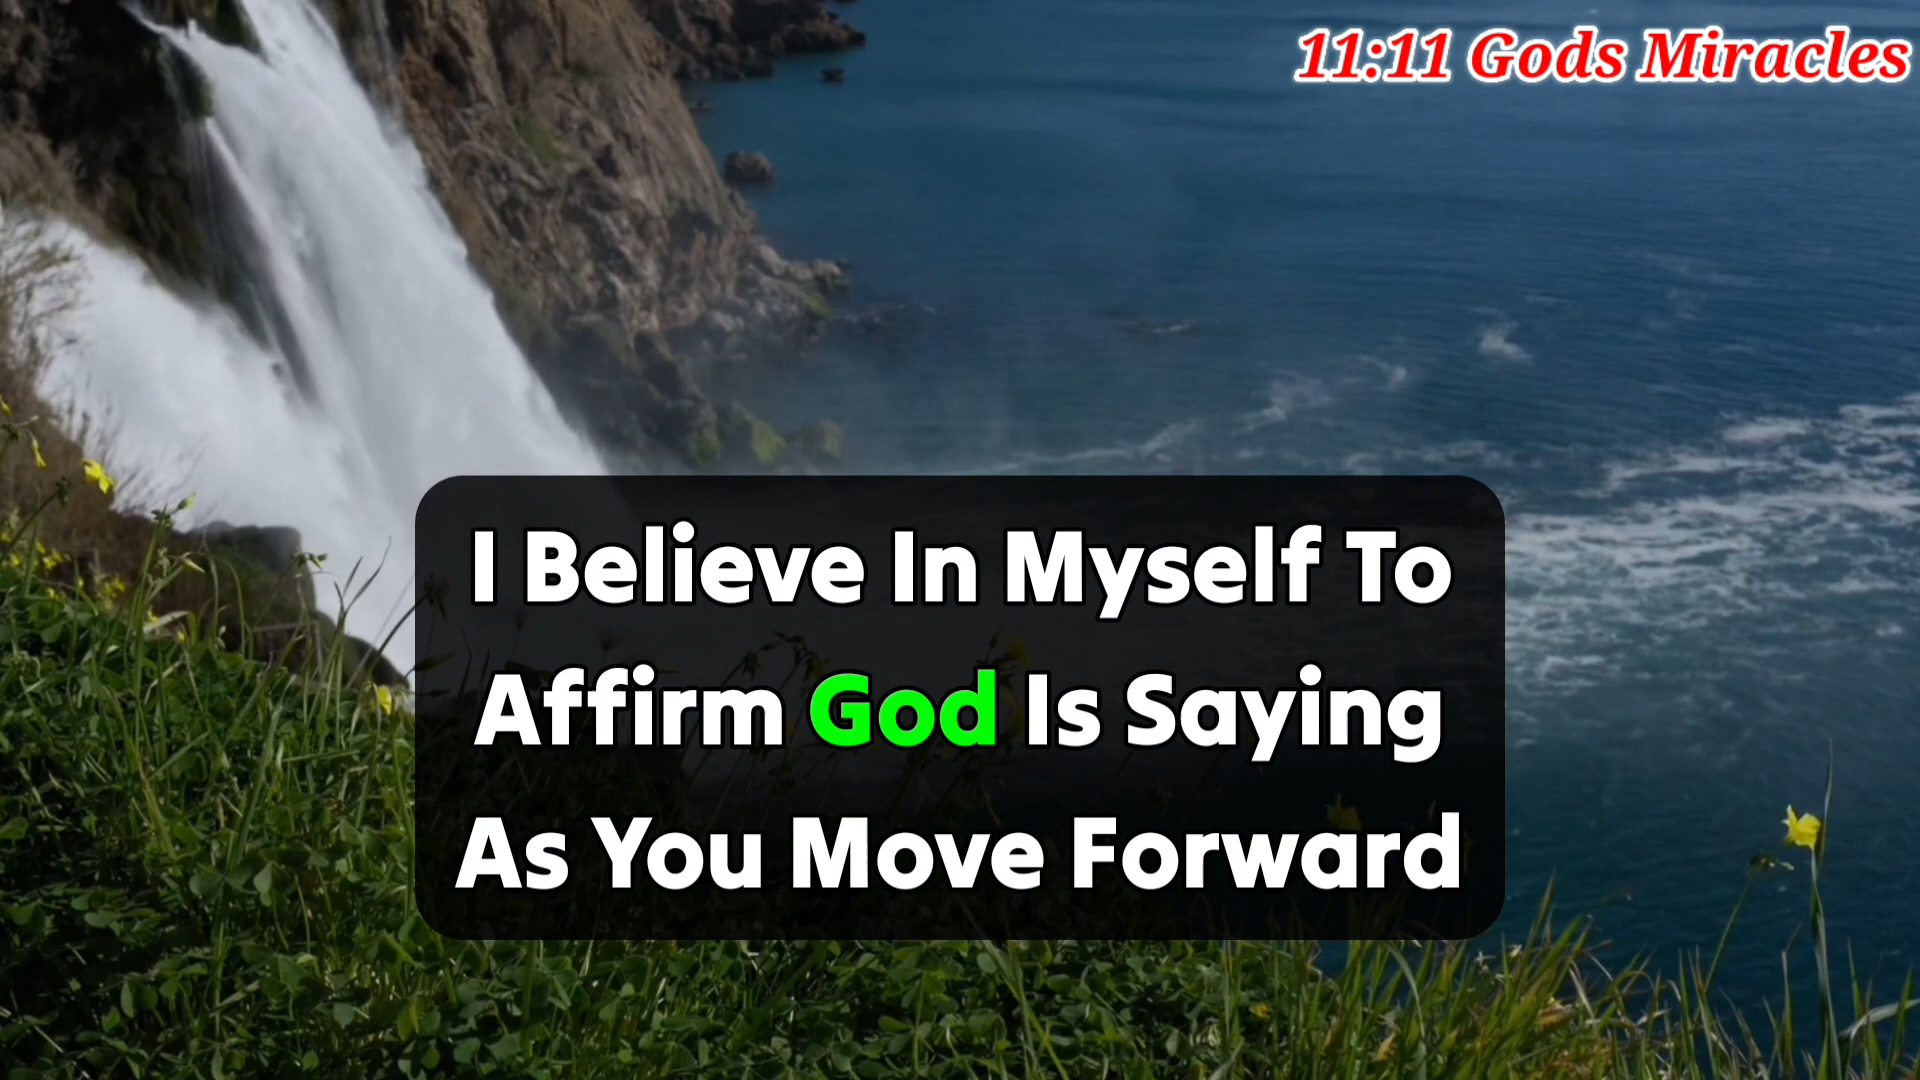 11:11 Gods Miracles
I Believe In Myself To
Affirm God Is Saying
As You Move Forward